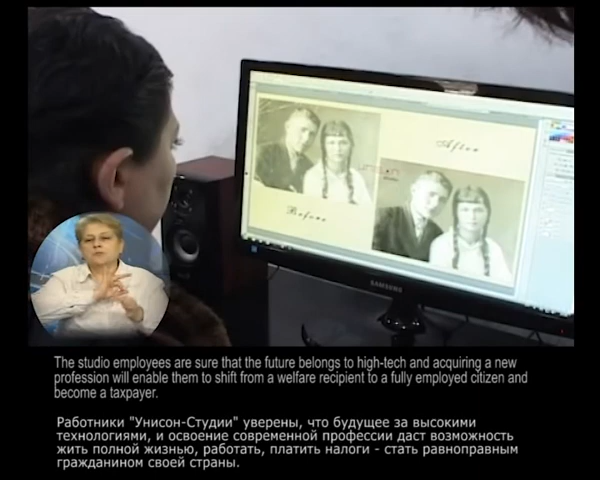 After
Before
SAMSUNG
The studio employees are sure that the future belongs to high-tech and acquiring a new
profession will enable them to shift from a welfare recipient to a fully employed citizen and
become a taxpayer.
Работники "Унисон-Студии" уверены, что будущее за высокими
технологиями, и освоение современной профессии даст возможность
жить полной жизнью, работать, платить налоги - стать равноправным
гражданином своей страны.